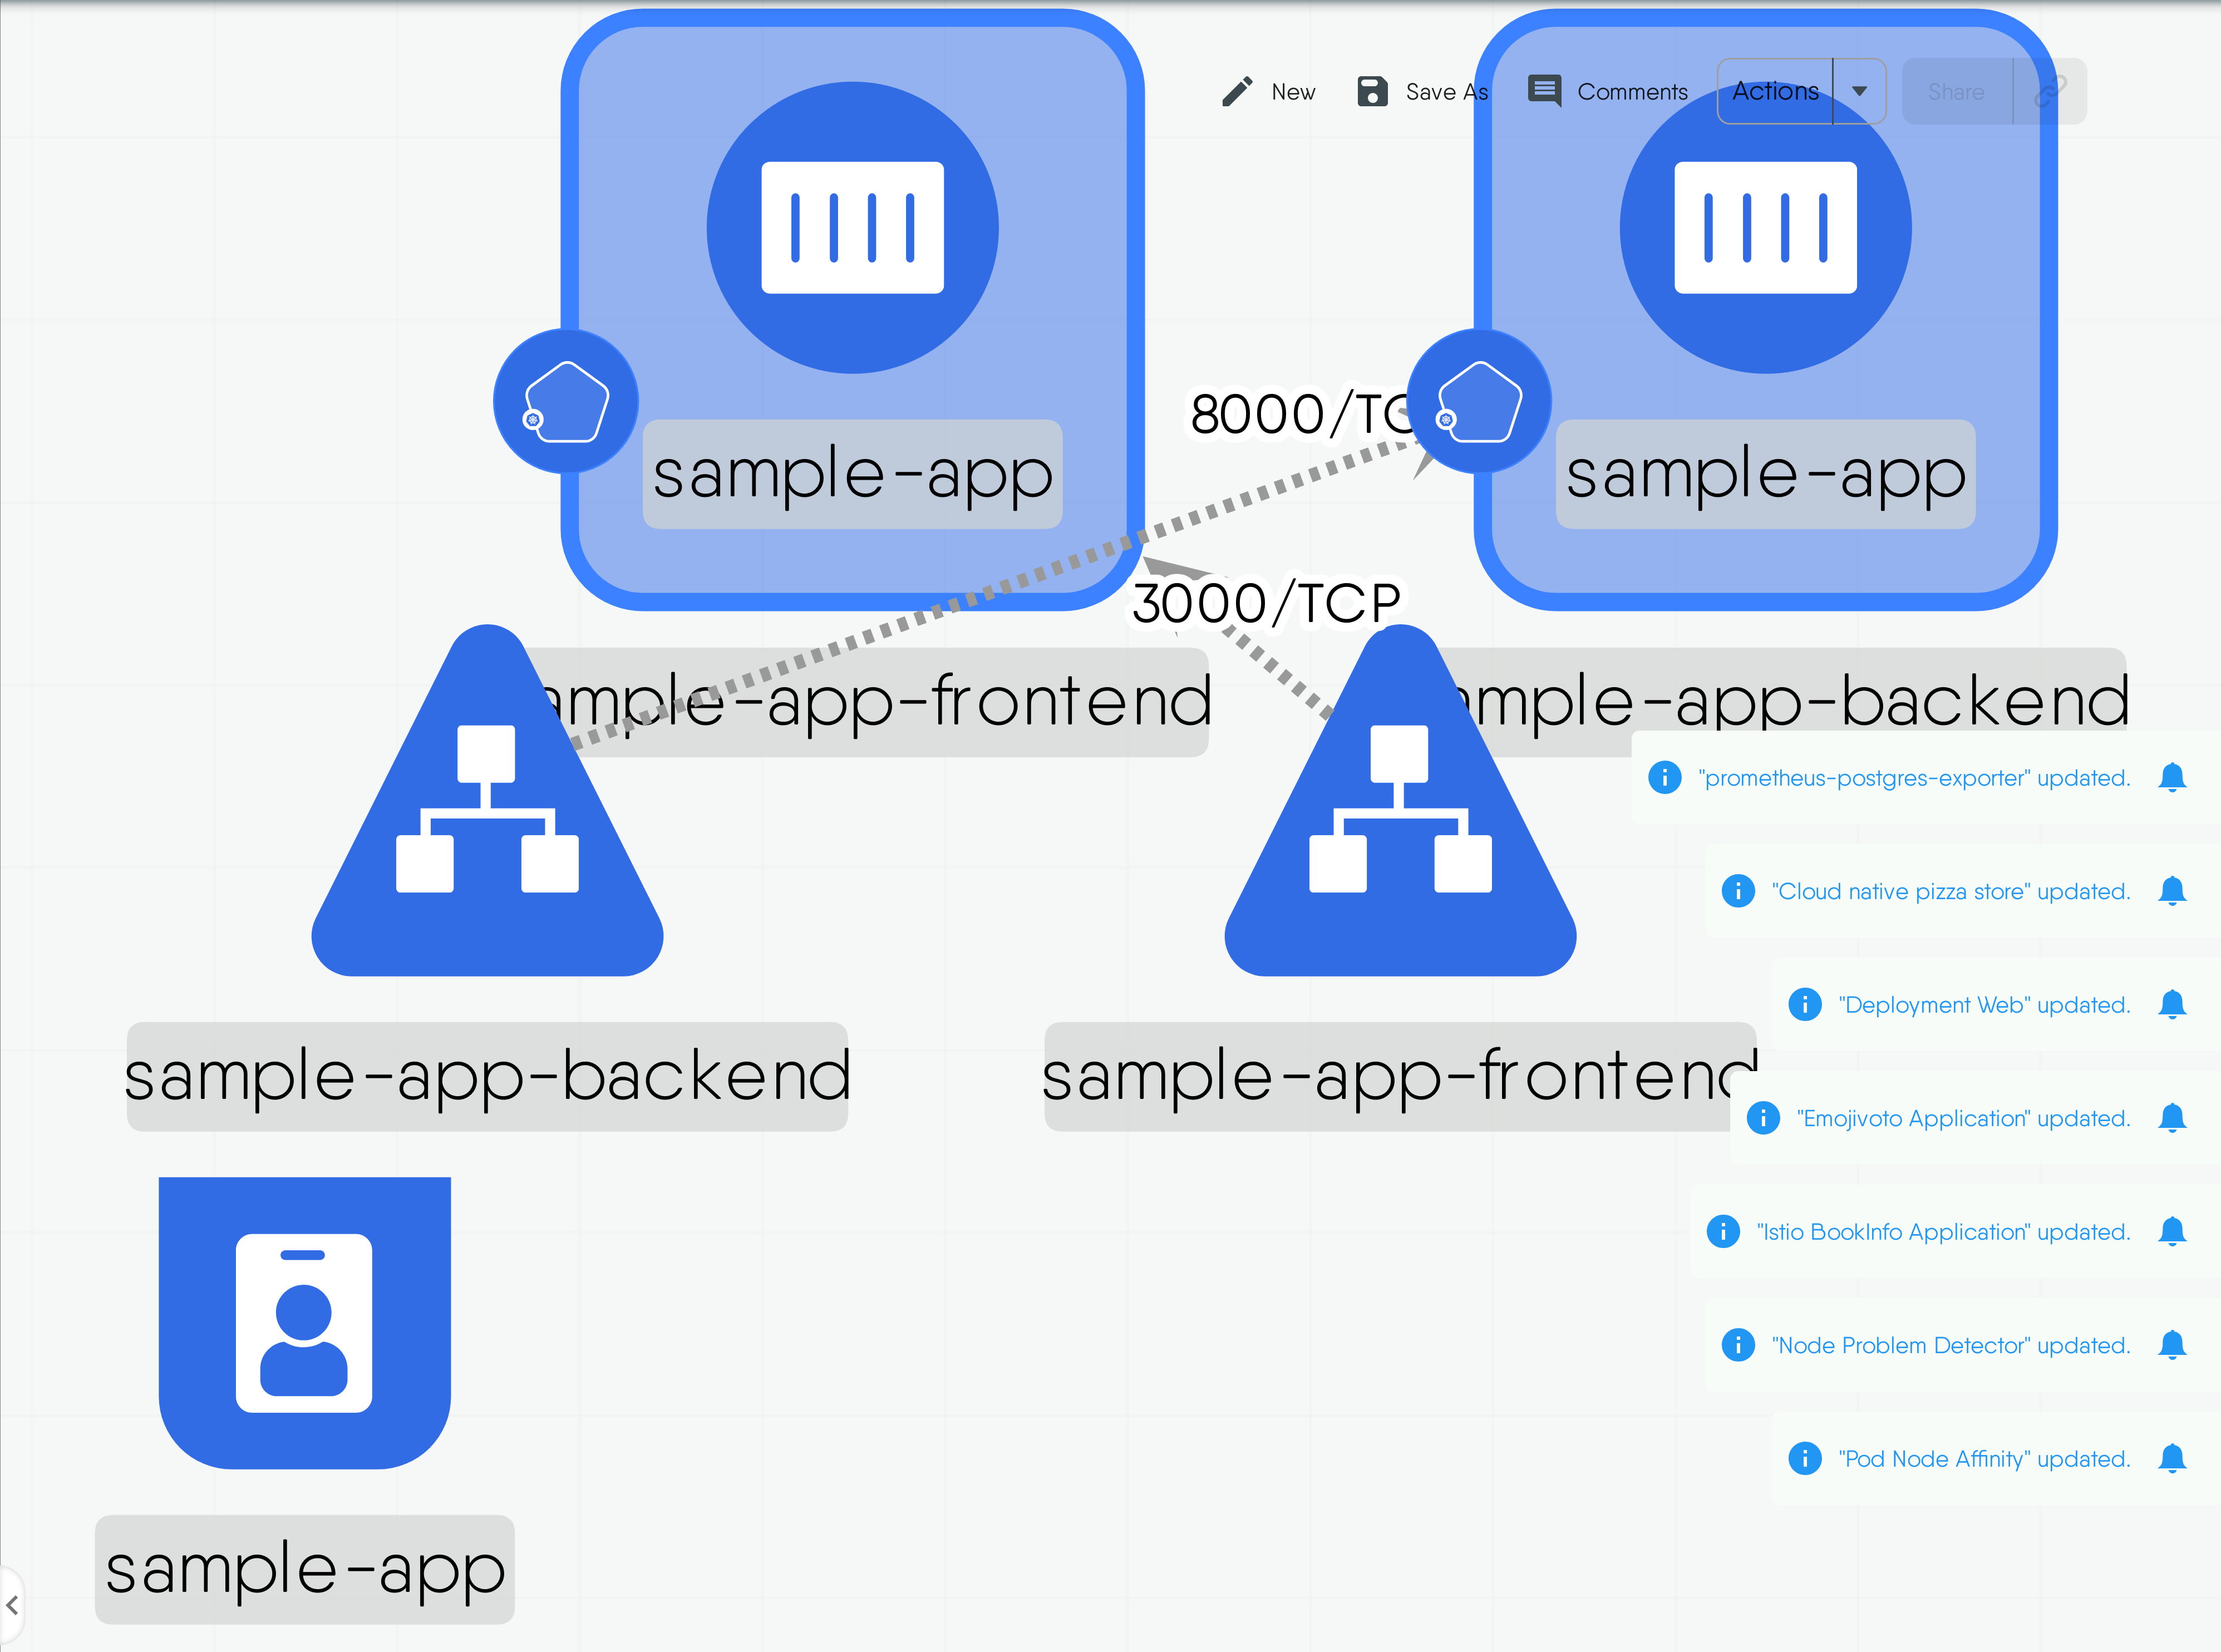 New
Save As
Comments
Actions
Share
8000/TC
sample-app
sample-app
3000/TCP
ample-app-frontend
ample-app-backend
"prometheus-postgres-exporter" updated.
"Cloud native pizza store" updated.
"Deployment Web" updated.
sample-app-backend
sample-app-frontend
"Emojivoto Application" updated.
"Istio BookInfo Application" updated.
"Node Problem Detector" updated.
"Pod Node Affinity" updated.
sample-app